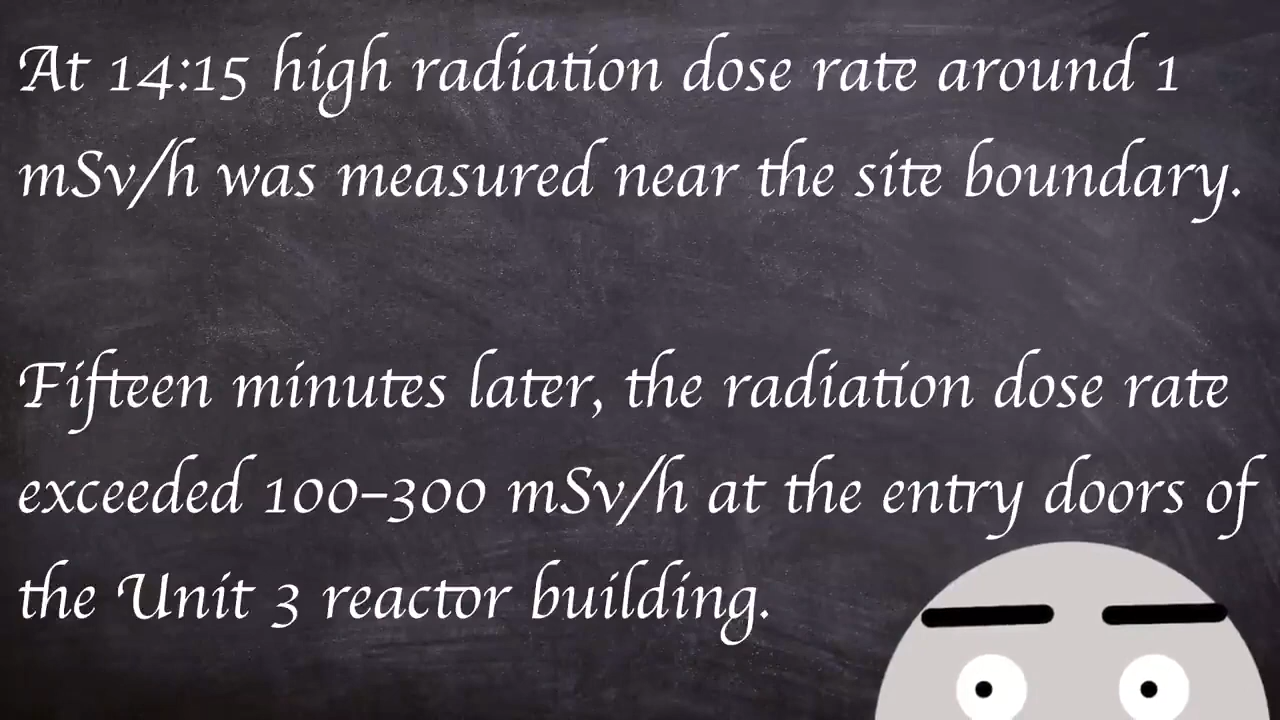 At 14:15 high radiation dose rate around 1
mSv/h was measured near the site boundary.
Fifteen minutes later, the radiation dose rate
exceeded 100–300 mSv/h at the entry doors of
the Unit 3 reactor building.